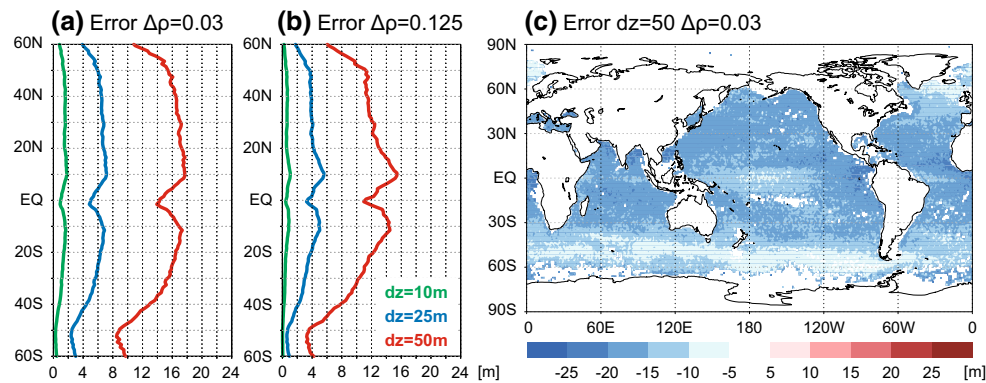 (a) Error Δρ=0.03
60N
40N
20N
EQ
20S
40S
60S
0 4 8 12 16 20 24
(b) Error Δρ=0.125
60N
40N
20N
EQ
20S
40S
60S
dz=10m
dz=25m
dz=50m
0 4 8 12 16 20 24
[m]
[m]
(c) Error dz=50 Δρ=0.03
90N
60N
30N
EQ
30S
60S
90S
0 60E 120E 180 120W 60W 0
-25 -20 -15 -10 -5 5 10 15 20 25 [m]